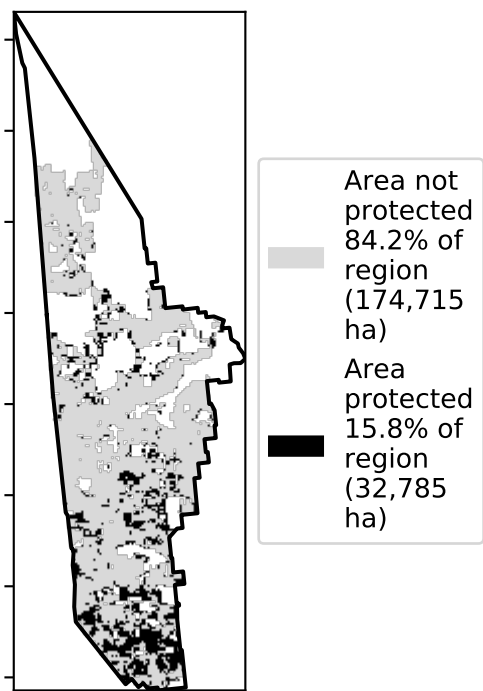 Area not
protected
84.2% of
region
(174,715
ha)
Area
protected
15.8% of
region
(32,785
ha)